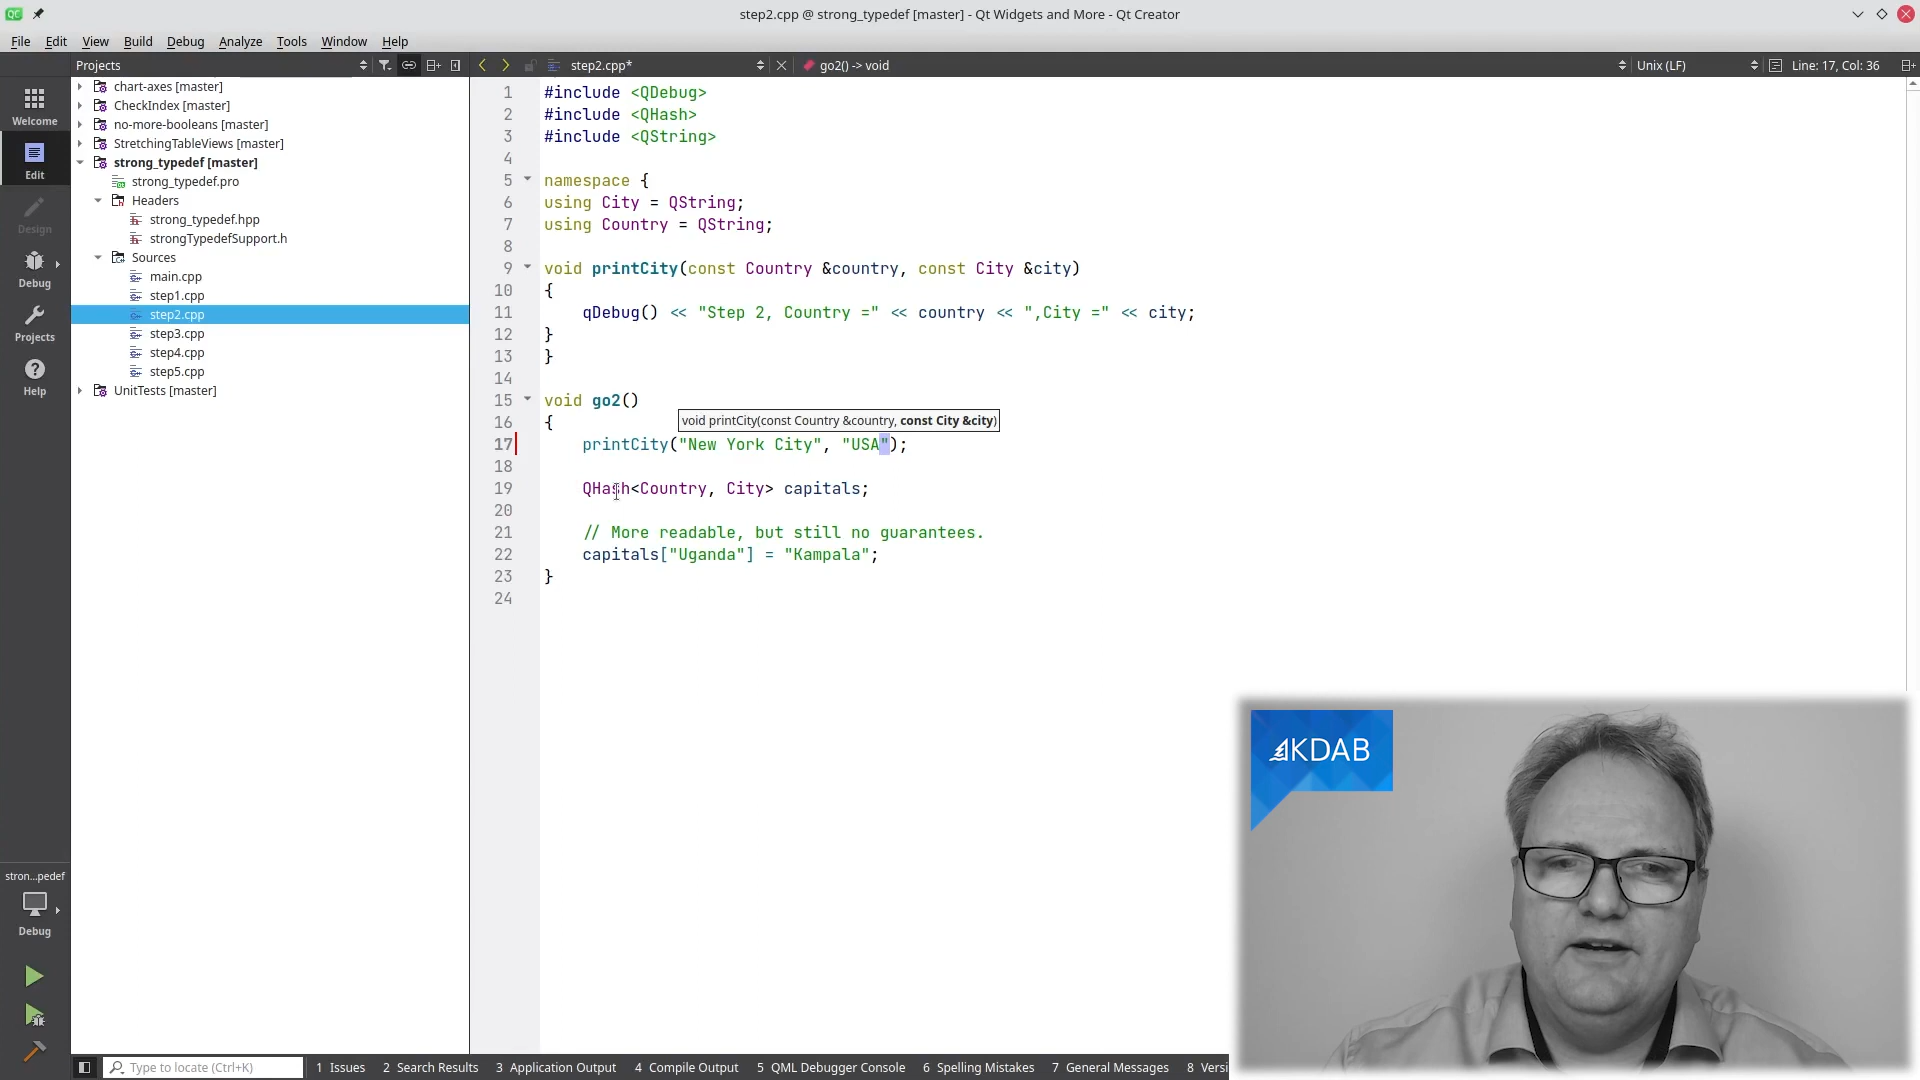 step2.cpp @ strong_typedef [master] - Qt Widgets and More - Qt Creator
File Edit View Build Debug Analyze Tools Window Help
Projects
step2.cpp*
go2() -> void
Unix (LF)
Line: 17, Col: 36
Welcome
Edit
Design
Debug
Projects
Help
chart-axes [master]
CheckIndex [master]
no-more-booleans [master]
StretchingTableViews [master]
strong_typedef [master]
strong_typedef.pro
Headers
strong_typedef.hpp
strongTypedefSupport.h
Sources
main.cpp
step1.cpp
step2.cpp
step3.cpp
step4.cpp
step5.cpp
UnitTests [master]
1 #include <QDebug>
2 #include <QHash>
3 #include <QString>
4
5 namespace {
6 using City = QString;
7 using Country = QString;
8
9 void printCity(const Country &country, const City &city)
10 {
11 qDebug() << "Step 2, Country =" << country << ",City =" << city;
12 }
13 }
14
15 void go2()
void printCity(const Country &country, const City &city)
16 {
17 printCity("New York City", "USA");
18
19 QHash<Country, City> capitals;
20
21 // More readable, but still no guarantees.
22 capitals["Uganda"] = "Kampala";
23 }
24
KDAB
stron...pedef
Debug
Type to locate (Ctrl+K)
1 Issues 2 Search Results 3 Application Output 4 Compile Output 5 QML Debugger Console 6 Spelling Mistakes 7 General Messages 8 Versi